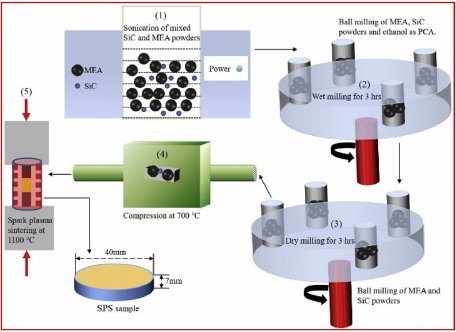 (1)
Sonication of mixed
SiC and MEA powders
MEA
SiC
Power
Ball milling of MEA, SiC
powders and ethanol as PCA.
(2)
Wet milling for 3 hrs
(3)
Dry milling for 3 hrs
Ball milling of MEA and
SiC powders
(4)
Compression at 700 °C
(5)
Spark plasma
sintering at
1100 °C
40mm
7mm
SPS sample